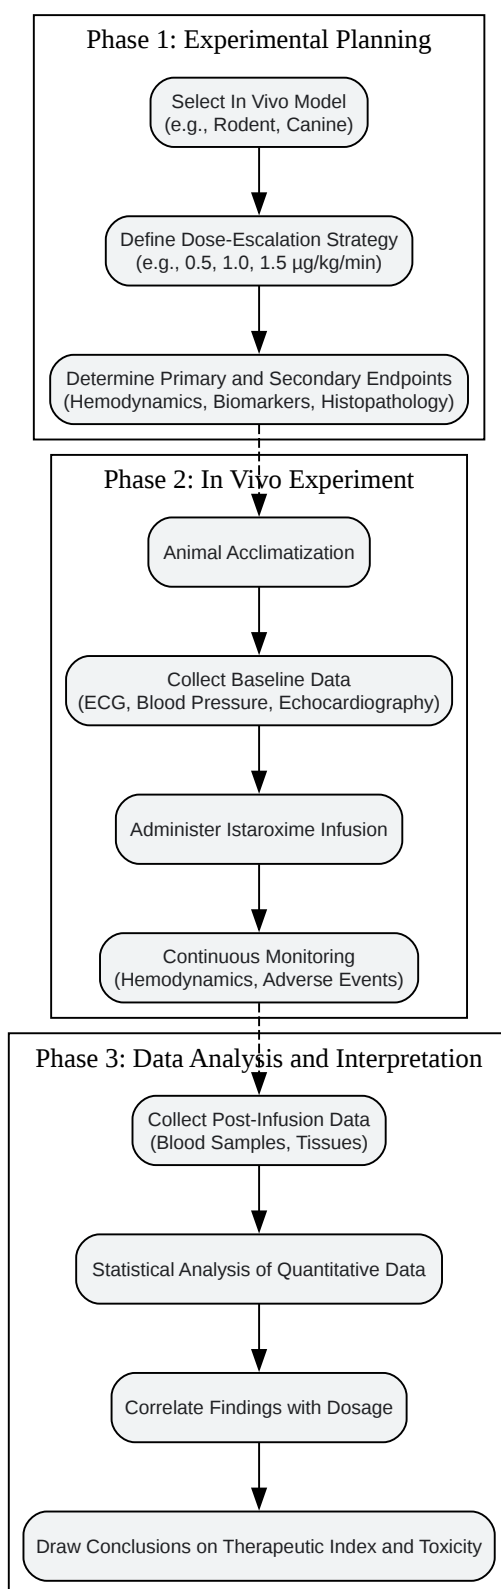 Phase 1: Experimental Planning
Select In Vivo Model
(e.g., Rodent, Canine)
Define Dose-Escalation Strategy
(e.g., 0.5, 1.0, 1.5 µg/kg/min)
Determine Primary and Secondary Endpoints
(Hemodynamics, Biomarkers, Histopathology)
Phase 2: In Vivo Experiment
Animal Acclimatization
Collect Baseline Data
(ECG, Blood Pressure, Echocardiography)
Administer Istaroxime Infusion
Continuous Monitoring
(Hemodynamics, Adverse Events)
Phase 3: Data Analysis and Interpretation
Collect Post-Infusion Data
(Blood Samples, Tissues)
Statistical Analysis of Quantitative Data
Correlate Findings with Dosage
Draw Conclusions on Therapeutic Index and Toxicity